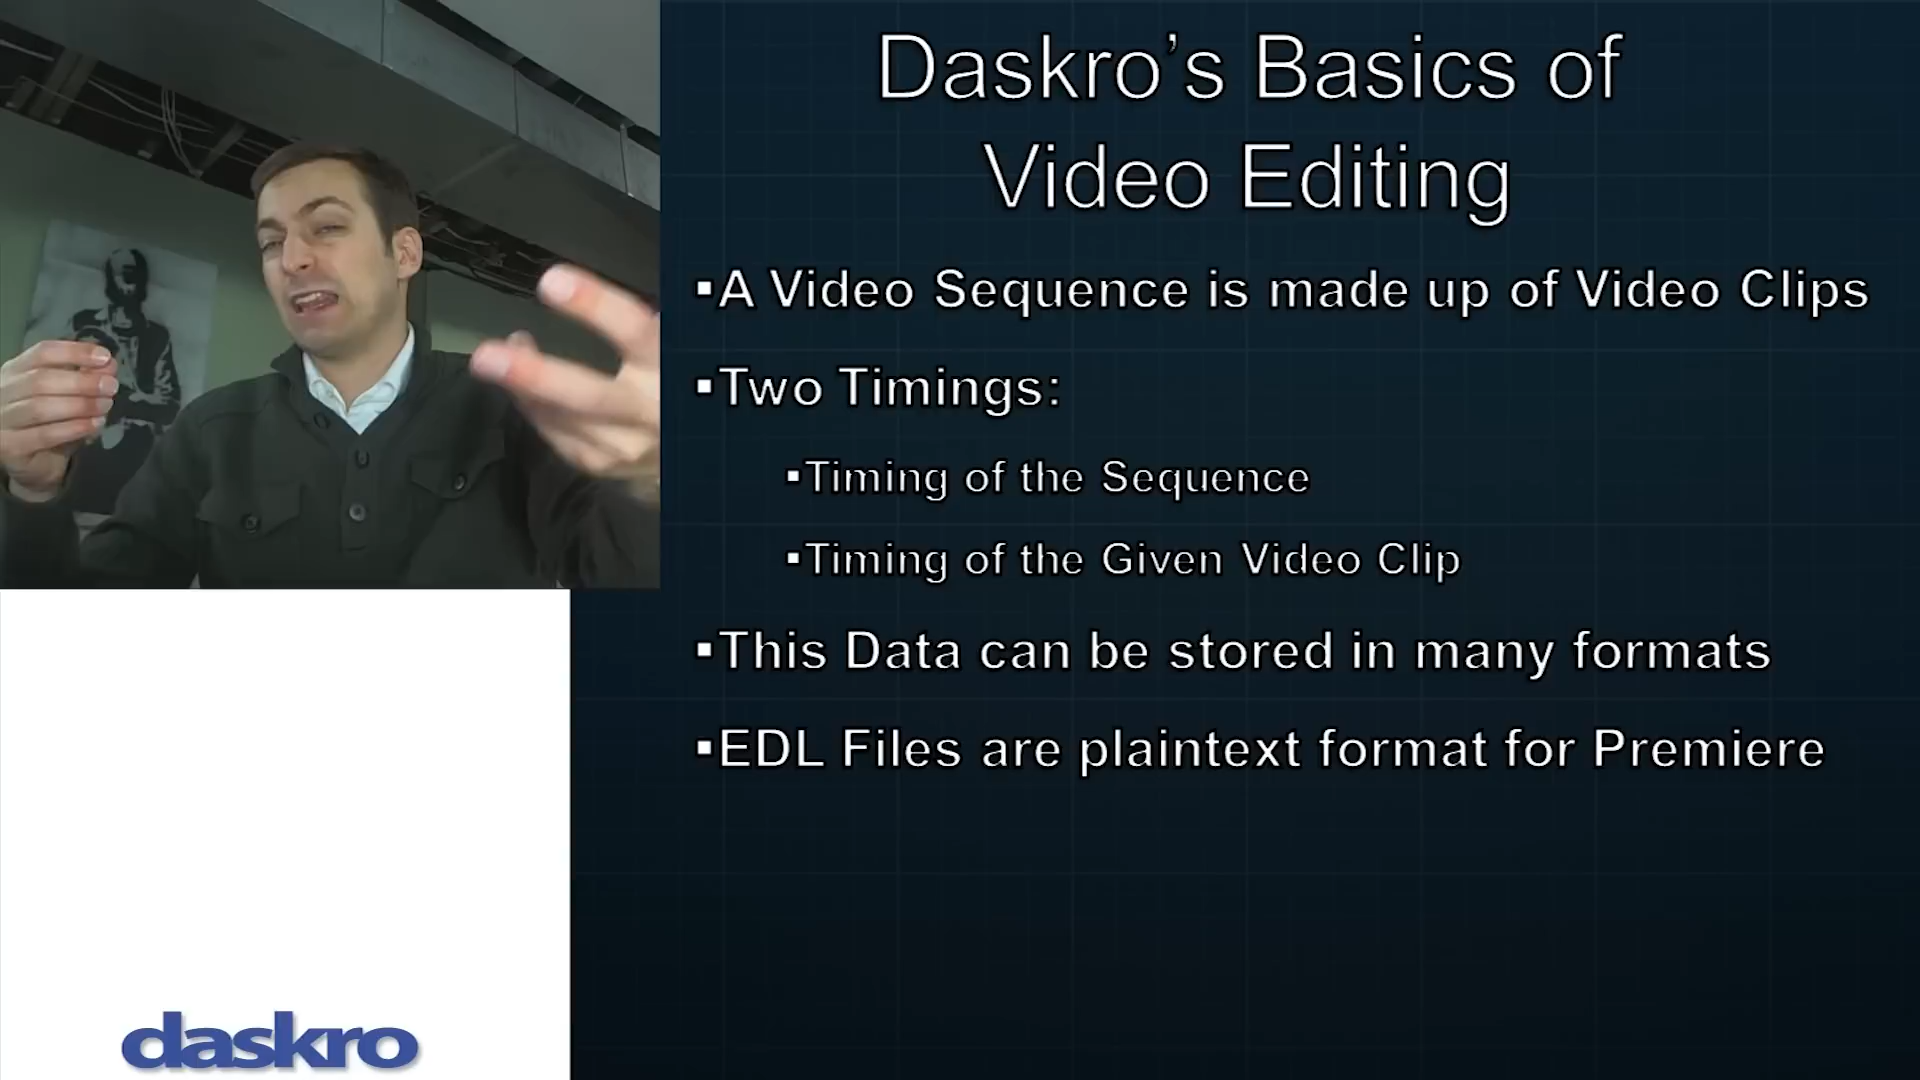 Daskro’s Basics of
Video Editing
▪A Video Sequence is made up of Video Clips
▪Two Timings:
▪Timing of the Sequence
▪Timing of the Given Video Clip
▪This Data can be stored in many formats
▪EDL Files are plaintext format for Premiere
daskro